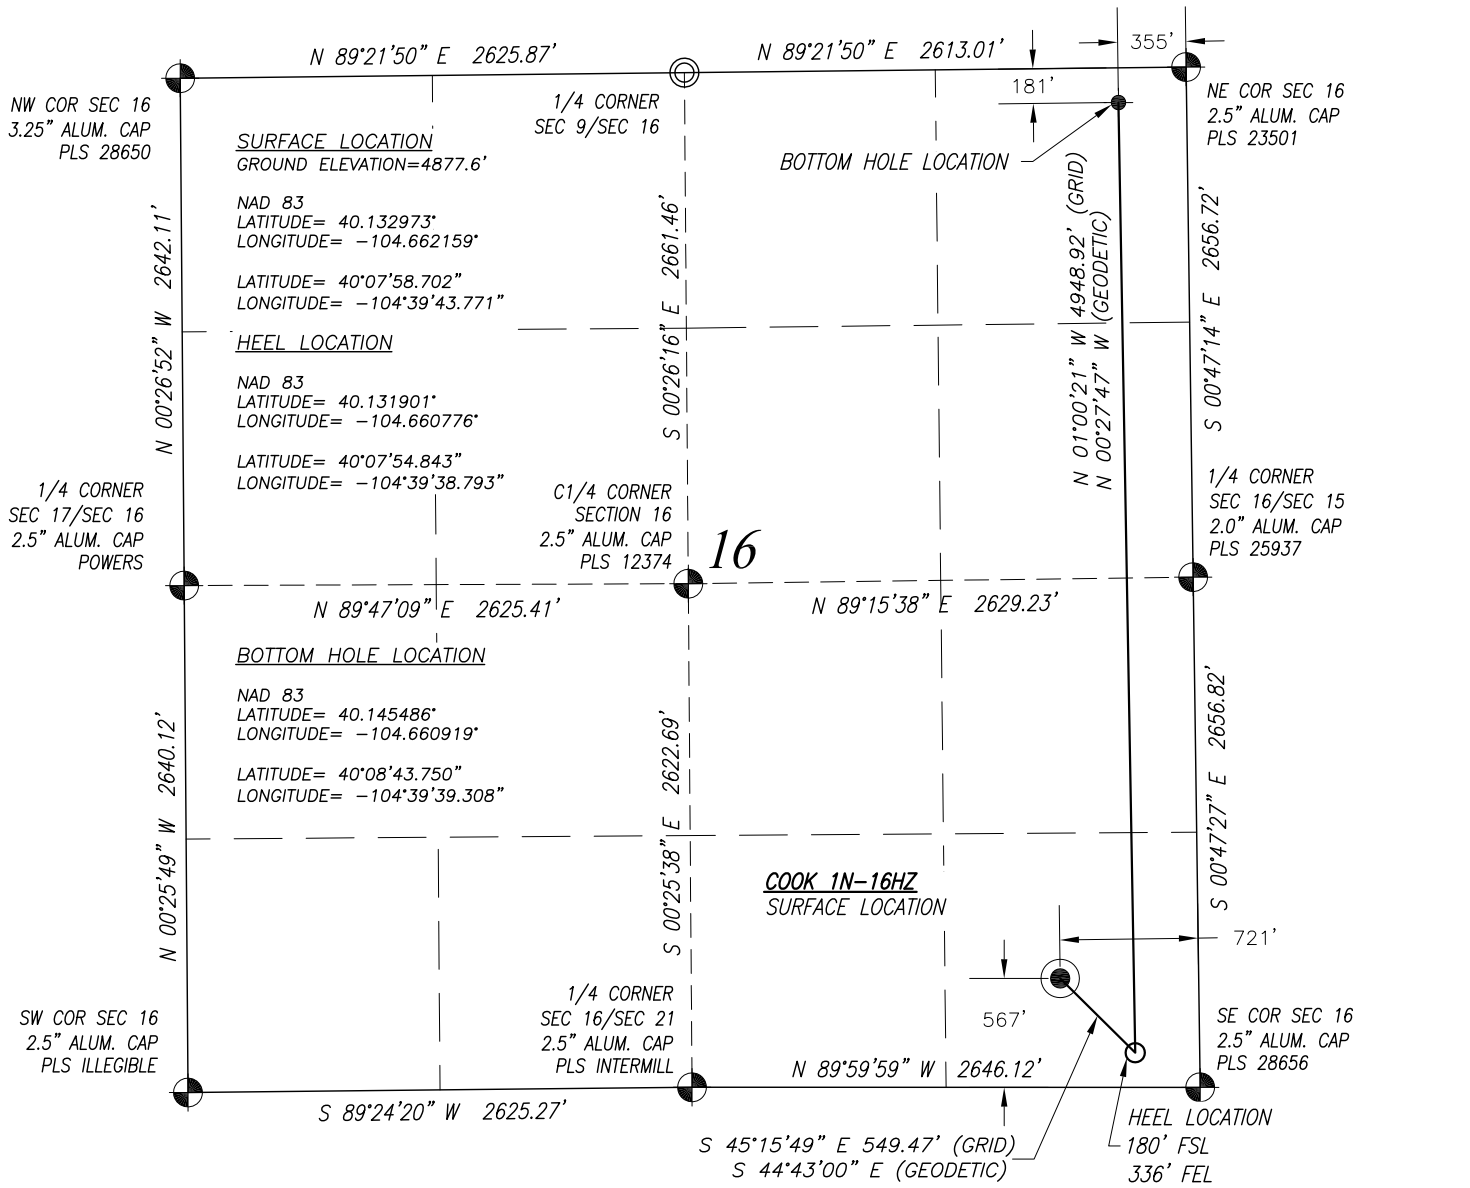 N 89°21'50" E 2625.87'
N 89°21'50" E 2613.01'
355'
181'
NW COR SEC 16
3.25" ALUM. CAP
PLS 28650
1/4 CORNER
SEC 9/SEC 16
NE COR SEC 16
2.5" ALUM. CAP
PLS 23501
BOTTOM HOLE LOCATION
SURFACE LOCATION
GROUND ELEVATION=4877.6'
NAD 83
LATITUDE= 40.132973°
LONGITUDE= -104.662159°
LATITUDE= 40°07'58.702"
LONGITUDE= -104°39'43.771"
HEEL LOCATION
NAD 83
LATITUDE= 40.131901°
LONGITUDE= -104.660776°
LATITUDE= 40°07'54.843"
LONGITUDE= -104°39'38.793"
N 00°26'52" W 2642.11'
S 00°26'16" E 2661.46'
N 01°00'21" W 4948.92' (GRID)
N 00°27'47" W (GEODETIC)
S 00°47'14" E 2656.72'
1/4 CORNER
SEC 17/SEC 16
2.5" ALUM. CAP
POWERS
C1/4 CORNER
SECTION 16
2.5" ALUM. CAP
PLS 12374
16
1/4 CORNER
SEC 16/SEC 15
2.0" ALUM. CAP
PLS 25937
N 89°47'09" E 2625.41'
N 89°15'38" E 2629.23'
BOTTOM HOLE LOCATION
NAD 83
LATITUDE= 40.145486°
LONGITUDE= -104.660919°
LATITUDE= 40°08'43.750"
LONGITUDE= -104°39'39.308"
N 00°25'49" W 2640.12'
S 00°25'38" E 2622.69'
S 00°47'27" E 2656.82'
COOK 1N-16HZ
SURFACE LOCATION
721'
567'
SW COR SEC 16
2.5" ALUM. CAP
PLS ILLEGIBLE
1/4 CORNER
SEC 16/SEC 21
2.5" ALUM. CAP
PLS INTERMILL
SE COR SEC 16
2.5" ALUM. CAP
PLS 28656
N 89°59'59" W 2646.12'
S 89°24'20" W 2625.27'
HEEL LOCATION
180' FSL
336' FEL
S 45°15'49" E 549.47' (GRID)
S 44°43'00" E (GEODETIC)